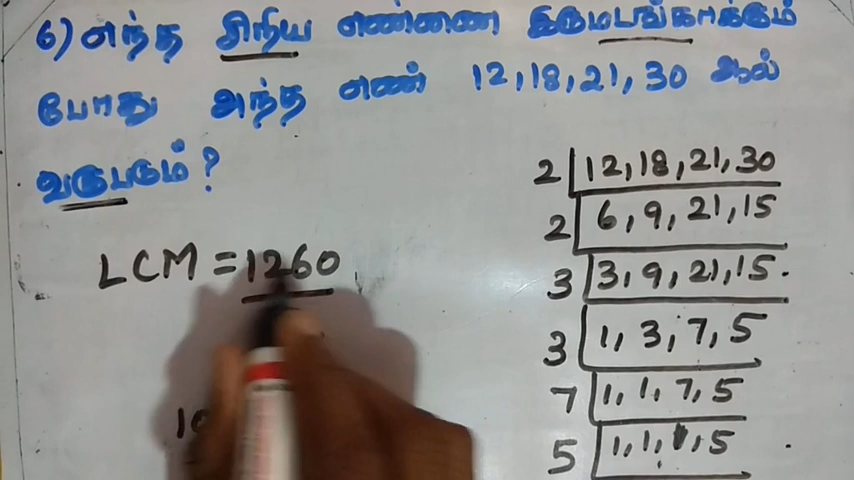 6) எந்த சிறிய எண்ணை இருமடங்காக்கும்
போது அந்த எண் 12,18,21,30 ஆல்
வகுபடும்?
LCM = 1260
2 | 12,18,21,30
2 | 6,9,21,15
3 | 3,9,21,15.
3 | 1,3,7,5
7 | 1,1,7,5
5 | 1,1,1,5